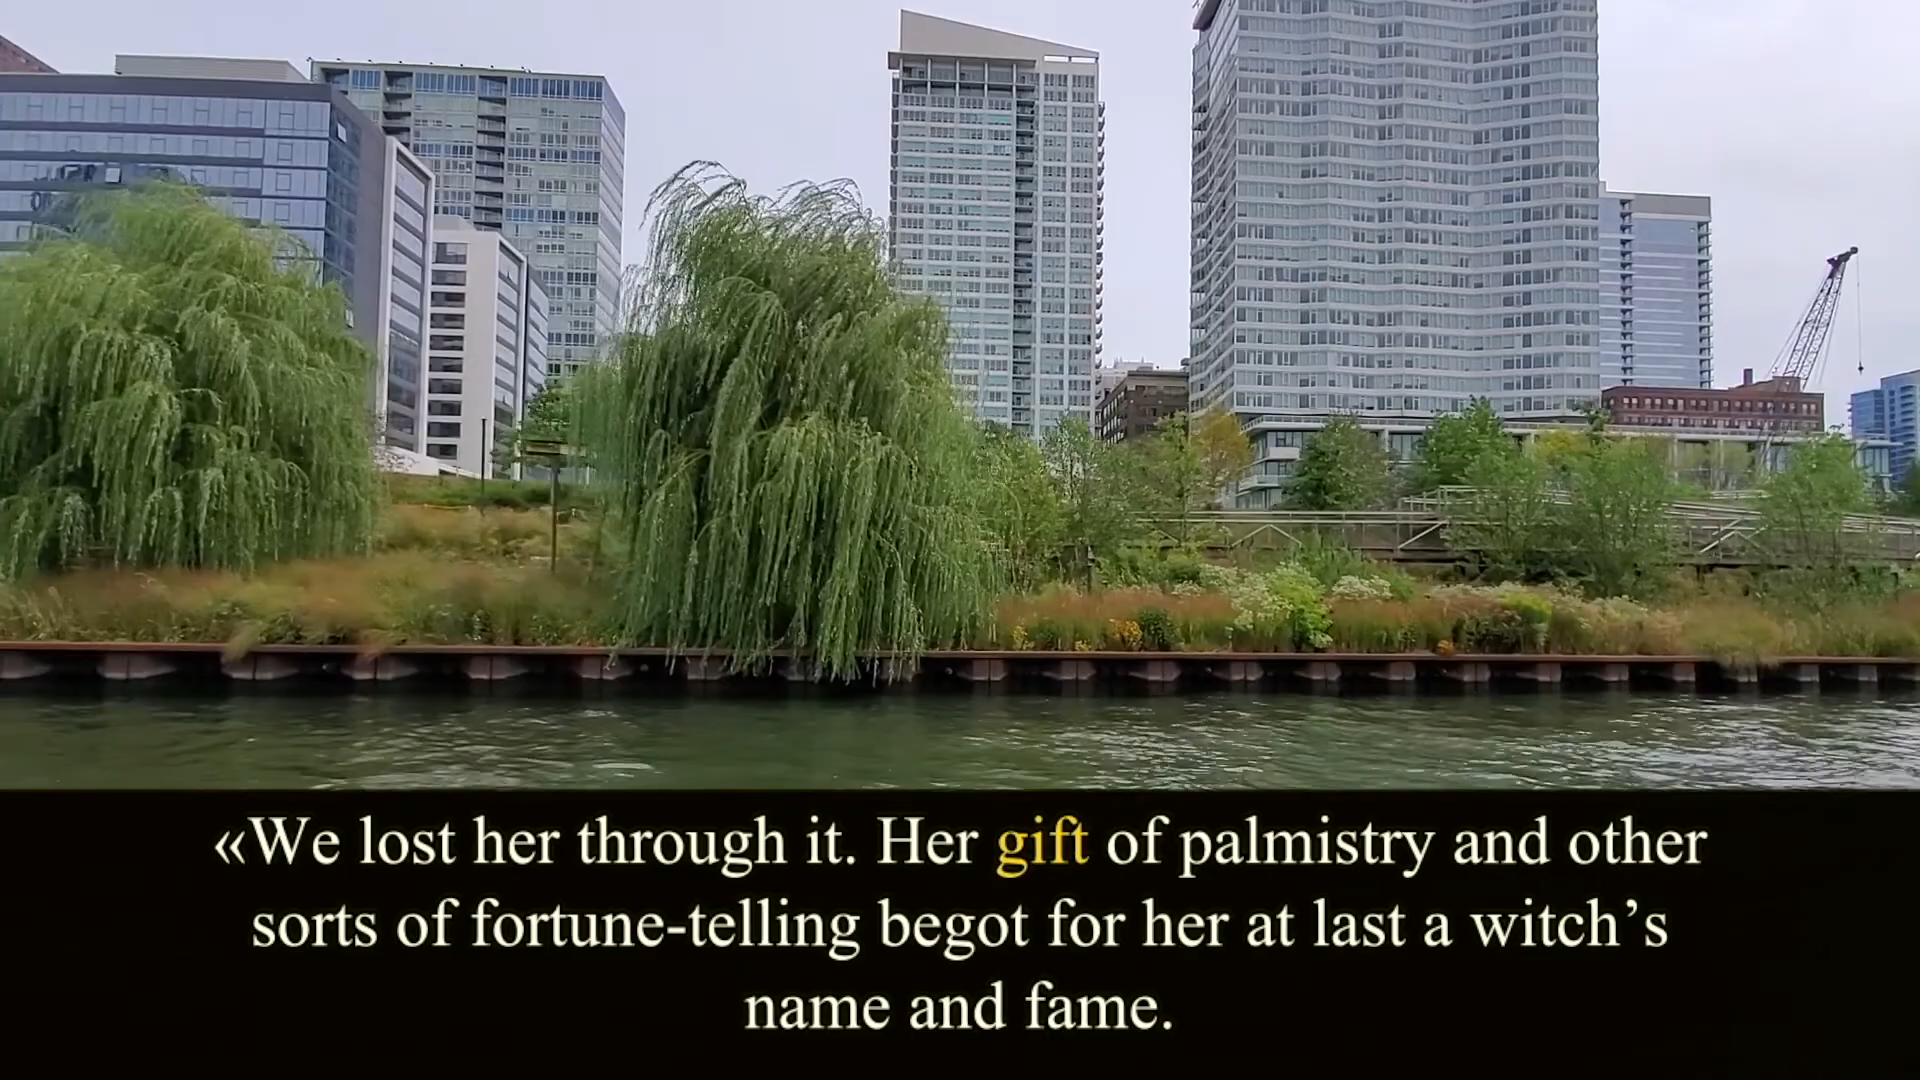 «We lost her through it. Her gift of palmistry and other
sorts of fortune-telling begot for her at last a witch’s
name and fame.